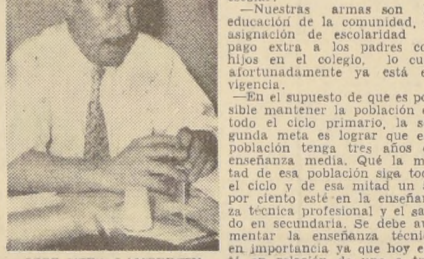 —Nuestras armas son
educación de la comunidad,
asignación de escolaridad
pago extra a los padres co
hijos en el colegio, lo cu
afortunadamente ya está e
vigencia.
—En el supuesto de que es po
sible mantener la población e
todo el ciclo primario, la s
gunda meta es lograr que e
población tenga tres años d
enseñanza media. Qué la m
tad de esa población siga to
el ciclo y de esa mitad un
por ciento esté en la enseñan
za técnica profesional y el sa
do en secundaria. Se debe au
mentar la enseñanza técni
en importancia ya que hoy e